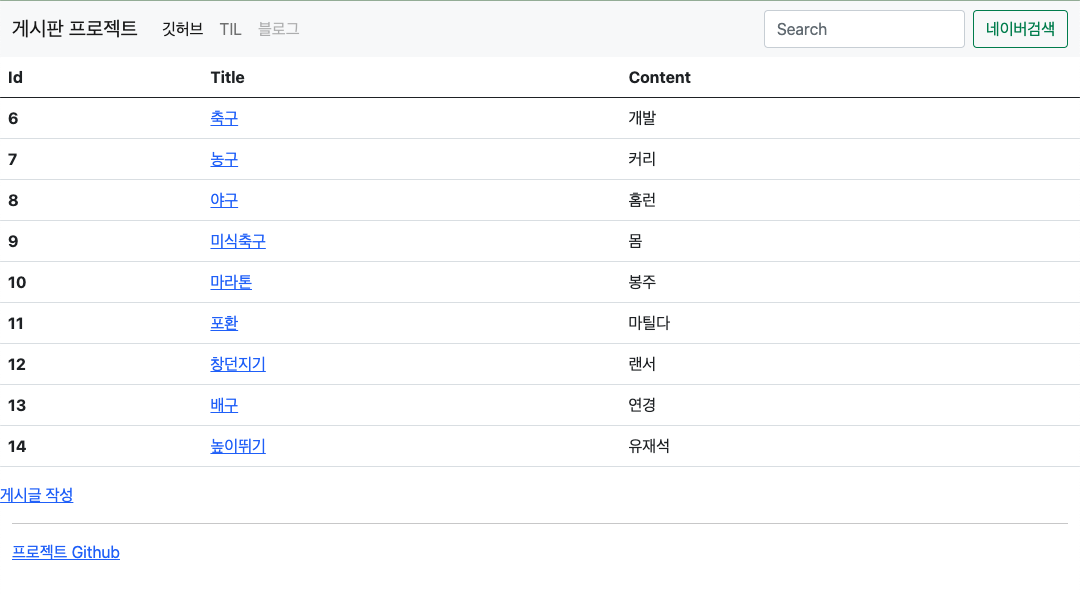 게시판 프로젝트 깃허브 TIL 블로그 Search 네이버검색
Id Title Content
6 축구 개발
7 농구 커리
8 야구 홈런
9 미식축구 몸
10 마라톤 봉주
11 포환 마틸다
12 창던지기 랜서
13 배구 연경
14 높이뛰기 유재석
게시글 작성
프로젝트 Github